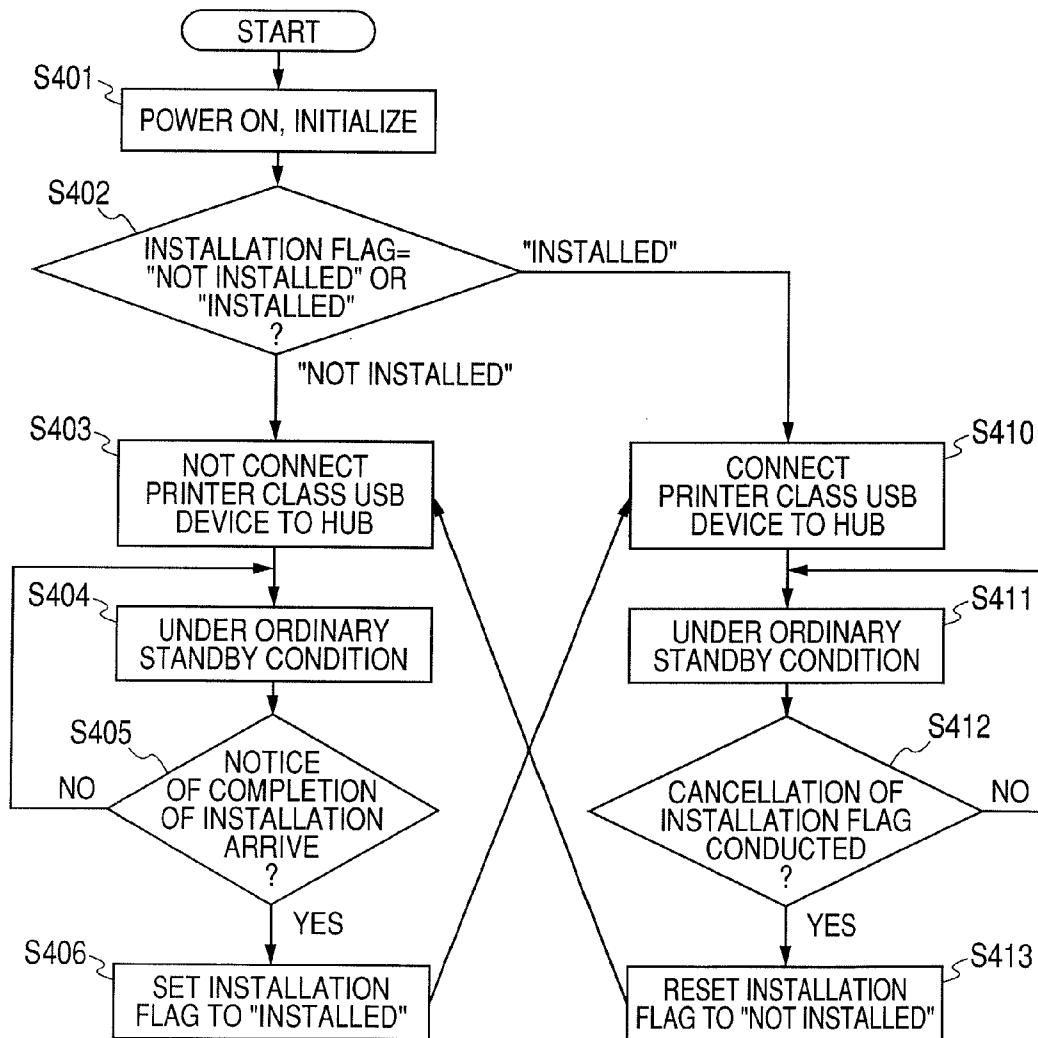 START
S401
POWER ON, INITIALIZE
S402
INSTALLATION FLAG=
"NOT INSTALLED" OR
"INSTALLED"
?
"INSTALLED"
"NOT INSTALLED"
S403
NOT CONNECT
PRINTER CLASS USB
DEVICE TO HUB
S410
CONNECT
PRINTER CLASS USB
DEVICE TO HUB
S404
UNDER ORDINARY
STANDBY CONDITION
S411
UNDER ORDINARY
STANDBY CONDITION
S405
NOTICE
OF COMPLETION
OF INSTALLATION
ARRIVE
?
NO
YES
S412
CANCELLATION OF
INSTALLATION FLAG
CONDUCTED
?
NO
YES
S406
SET INSTALLATION
FLAG TO "INSTALLED"
S413
RESET INSTALLATION
FLAG TO "NOT INSTALLED"